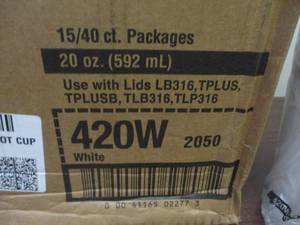 15/40 ct. Packages
20 oz. (592 mL)
Use with Lids LB316, TPLUS,
TPLUSB, TLB316, TLP316
OT CUP
420W 2050
White